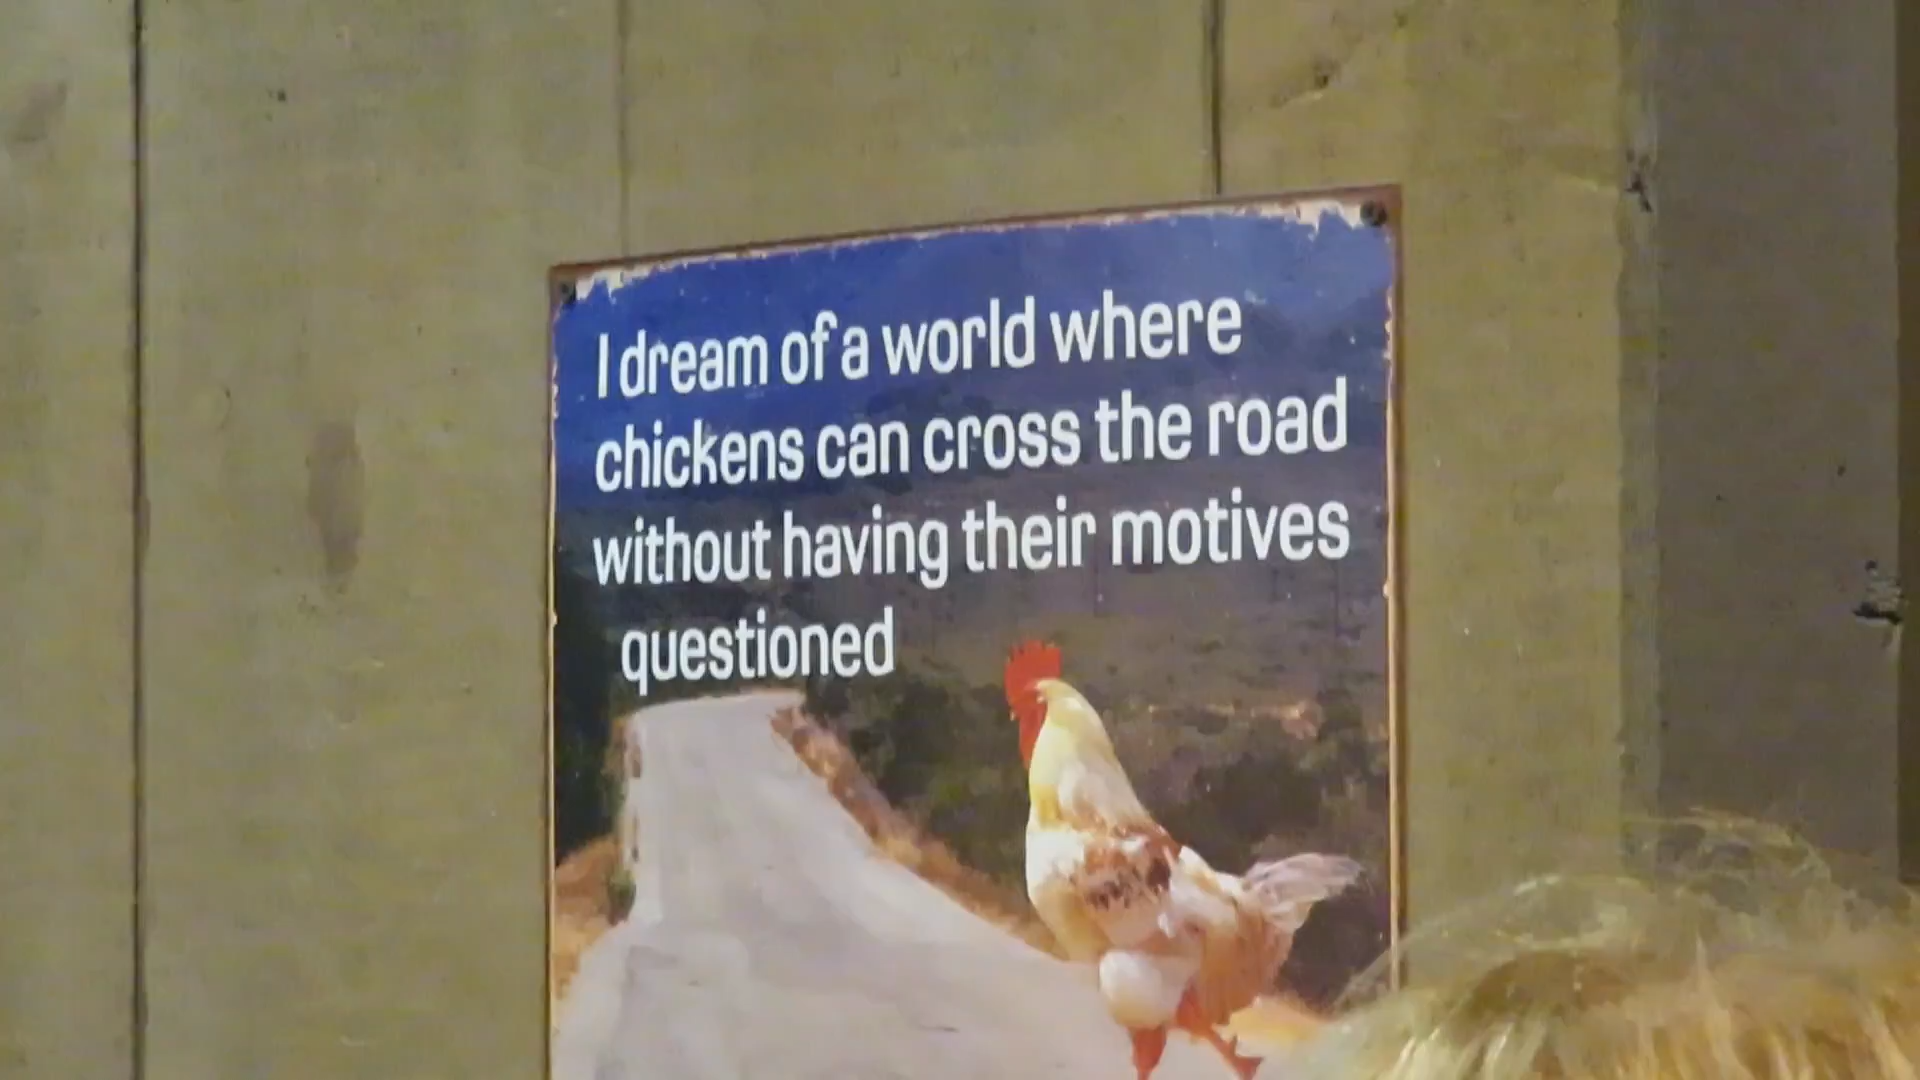 I dream of a world where
chickens can cross the road
without having their motives
questioned